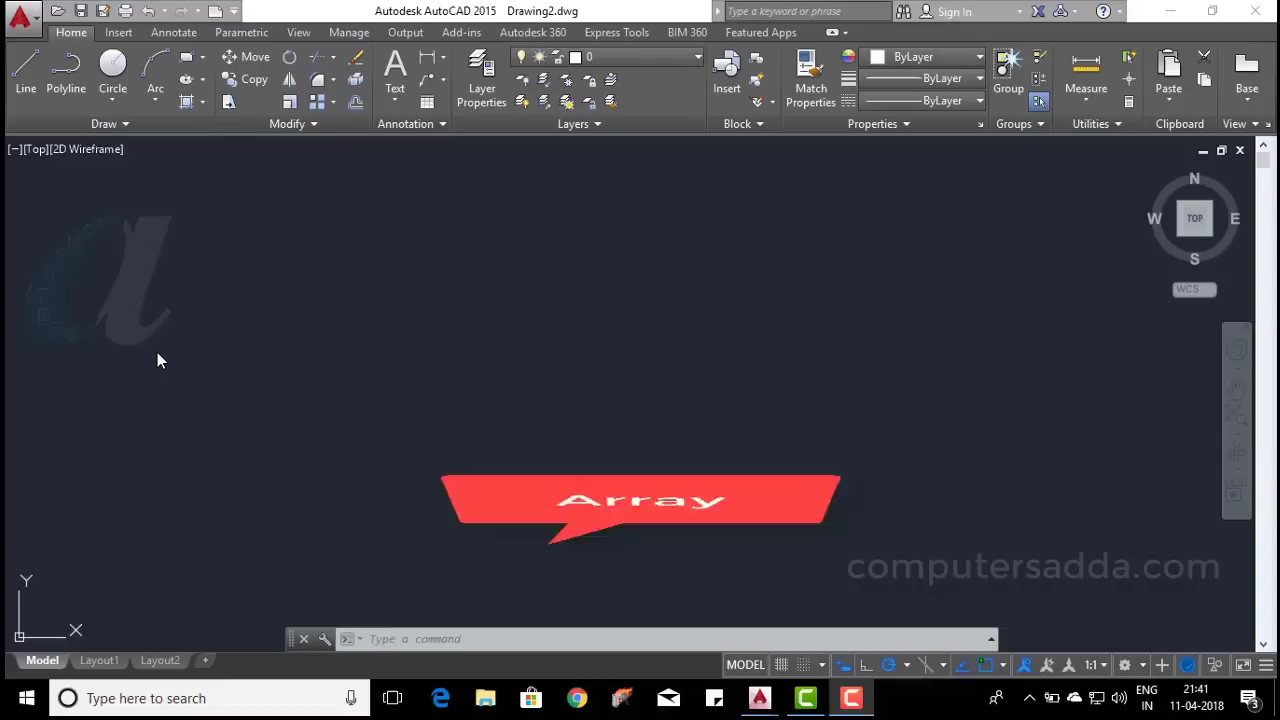 Autodesk AutoCAD 2015 Drawing2.dwg
Type a keyword or phrase
Sign In
Home Insert Annotate Parametric View Manage Output Add-ins Autodesk 360 Express Tools BIM 360 Featured Apps
Line Polyline Circle Arc
Draw
Move
Copy
Modify
Text
Annotation
Layer
Properties
0
Layers
Insert
Block
Match
Properties
ByLayer
ByLayer
ByLayer
Properties
Group
Groups
Measure
Utilities
Paste
Clipboard
Base
View
[−][Top][2D Wireframe]
N
W TOP E
S
WCS
Array
computersadda.com
Y
X
Type a command
Model Layout1 Layout2 +
MODEL 1:1
Type here to search
ENG
IN
21:41
11-04-2018
3